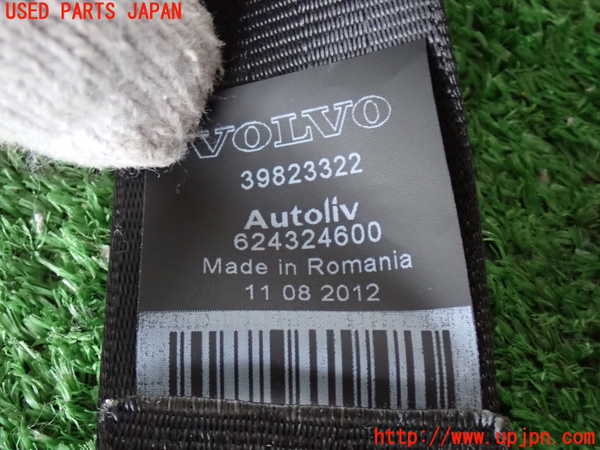 USED PARTS JAPAN
VOLVO
39823322
Autoliv
624324600
Made in Romania
11 08 2012
http://www.upjpn.com/